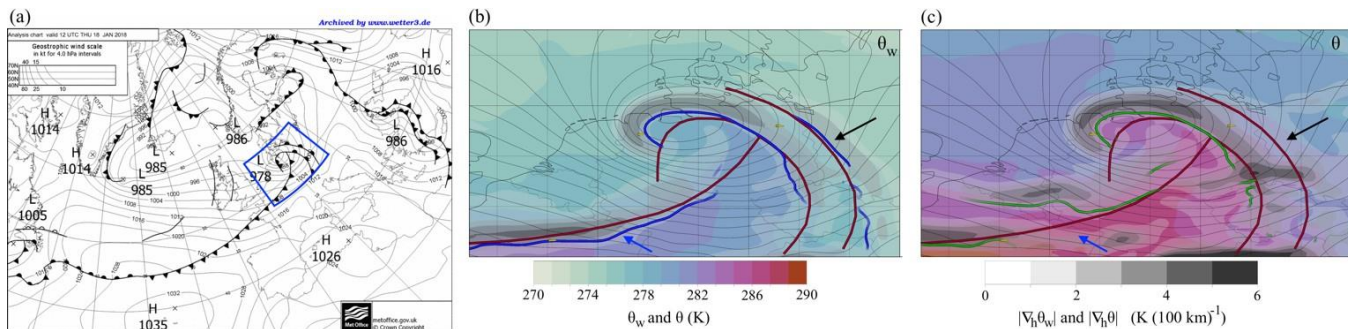 (a)
Archived by www.wetter3.de
Analysis chart valid 12 UTC THU 18 JAN 2018
Geostrophic wind scale
in kt for 4.0 hPa intervals
40 15
70N
60N
50N
40N
80 25 10
H
1016
H
1014
H
1014
L
986
L
986
L
985
L
985
L
978
L
1005
H
1026
H
1035
Met Office
metoffice.gov.uk
© Crown Copyright
(b)
θw
270 274 278 282 286 290
θw and θ (K)
(c)
θ
0 2 4 6
|∇hθw| and |∇hθ| (K (100 km)⁻¹)